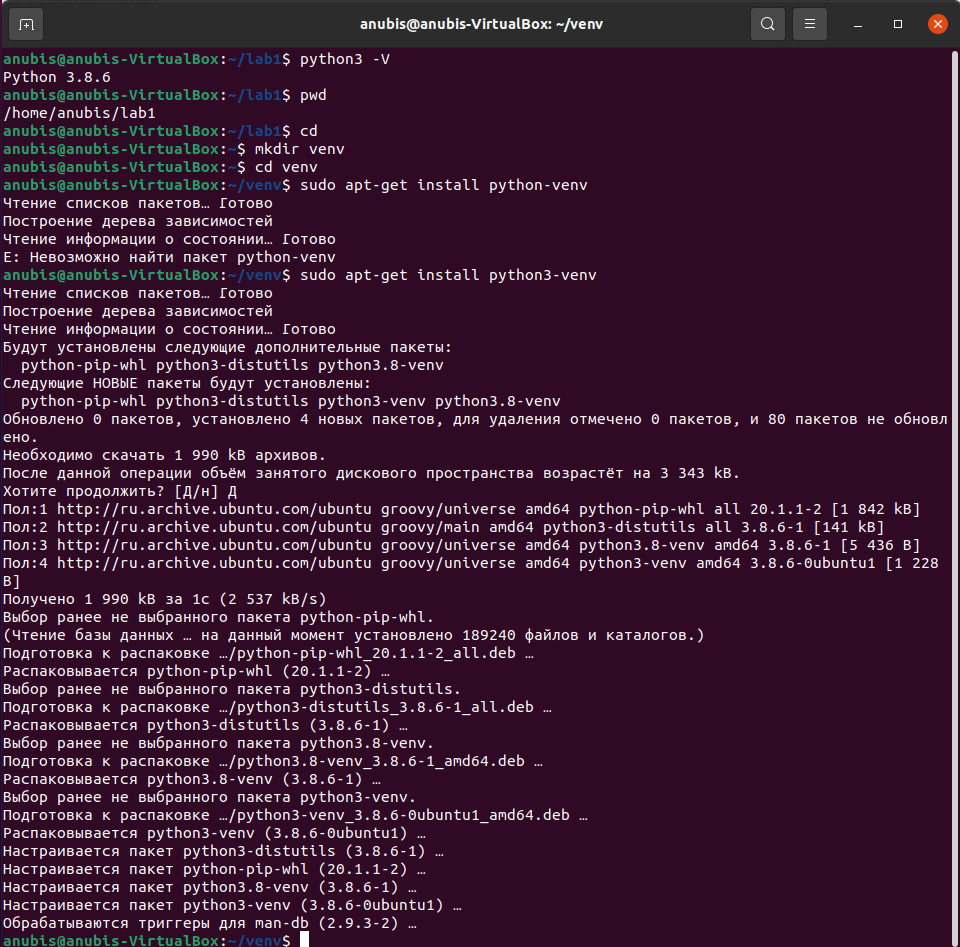 anubis@anubis-VirtualBox: ~/venv
anubis@anubis-VirtualBox:~/lab1$ python3 -V
Python 3.8.6
anubis@anubis-VirtualBox:~/lab1$ pwd
/home/anubis/lab1
anubis@anubis-VirtualBox:~/lab1$ cd
anubis@anubis-VirtualBox:~$ mkdir venv
anubis@anubis-VirtualBox:~$ cd venv
anubis@anubis-VirtualBox:~/venv$ sudo apt-get install python-venv
Чтение списков пакетов… Готово
Построение дерева зависимостей
Чтение информации о состоянии… Готово
E: Невозможно найти пакет python-venv
anubis@anubis-VirtualBox:~/venv$ sudo apt-get install python3-venv
Чтение списков пакетов… Готово
Построение дерева зависимостей
Чтение информации о состоянии… Готово
Будут установлены следующие дополнительные пакеты:
  python-pip-whl python3-distutils python3.8-venv
Следующие НОВЫЕ пакеты будут установлены:
  python-pip-whl python3-distutils python3-venv python3.8-venv
Обновлено 0 пакетов, установлено 4 новых пакетов, для удаления отмечено 0 пакетов, и 80 пакетов не обновл
ено.
Необходимо скачать 1 990 kB архивов.
После данной операции объём занятого дискового пространства возрастёт на 3 343 kB.
Хотите продолжить? [Д/н] Д
Пол:1 http://ru.archive.ubuntu.com/ubuntu groovy/universe amd64 python-pip-whl all 20.1.1-2 [1 842 kB]
Пол:2 http://ru.archive.ubuntu.com/ubuntu groovy/main amd64 python3-distutils all 3.8.6-1 [141 kB]
Пол:3 http://ru.archive.ubuntu.com/ubuntu groovy/universe amd64 python3.8-venv amd64 3.8.6-1 [5 436 B]
Пол:4 http://ru.archive.ubuntu.com/ubuntu groovy/universe amd64 python3-venv amd64 3.8.6-0ubuntu1 [1 228
B]
Получено 1 990 kB за 1с (2 537 kB/s)
Выбор ранее не выбранного пакета python-pip-whl.
(Чтение базы данных … на данный момент установлено 189240 файлов и каталогов.)
Подготовка к распаковке …/python-pip-whl_20.1.1-2_all.deb …
Распаковывается python-pip-whl (20.1.1-2) …
Выбор ранее не выбранного пакета python3-distutils.
Подготовка к распаковке …/python3-distutils_3.8.6-1_all.deb …
Распаковывается python3-distutils (3.8.6-1) …
Выбор ранее не выбранного пакета python3.8-venv.
Подготовка к распаковке …/python3.8-venv_3.8.6-1_amd64.deb …
Распаковывается python3.8-venv (3.8.6-1) …
Выбор ранее не выбранного пакета python3-venv.
Подготовка к распаковке …/python3-venv_3.8.6-0ubuntu1_amd64.deb …
Распаковывается python3-venv (3.8.6-0ubuntu1) …
Настраивается пакет python3-distutils (3.8.6-1) …
Настраивается пакет python-pip-whl (20.1.1-2) …
Настраивается пакет python3.8-venv (3.8.6-1) …
Настраивается пакет python3-venv (3.8.6-0ubuntu1) …
Обрабатываются триггеры для man-db (2.9.3-2) …
anubis@anubis-VirtualBox:~/venv$